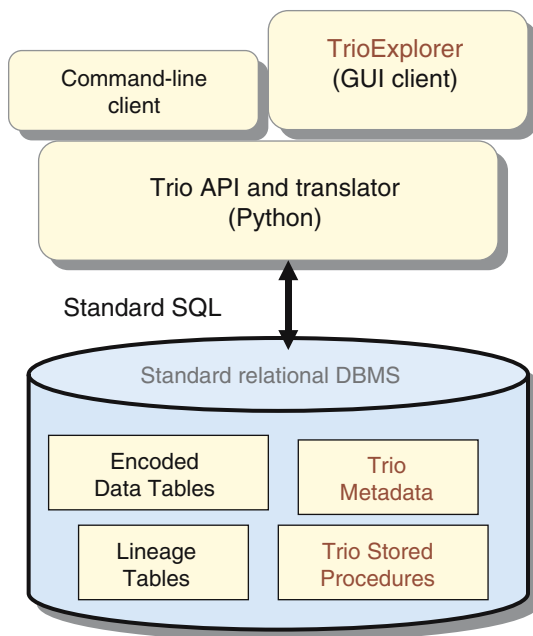 TrioExplorer
(GUI client)
Command-line
client
Trio API and translator
(Python)
Standard SQL
Standard relational DBMS
Encoded
Data Tables
Trio
Metadata
Lineage
Tables
Trio Stored
Procedures